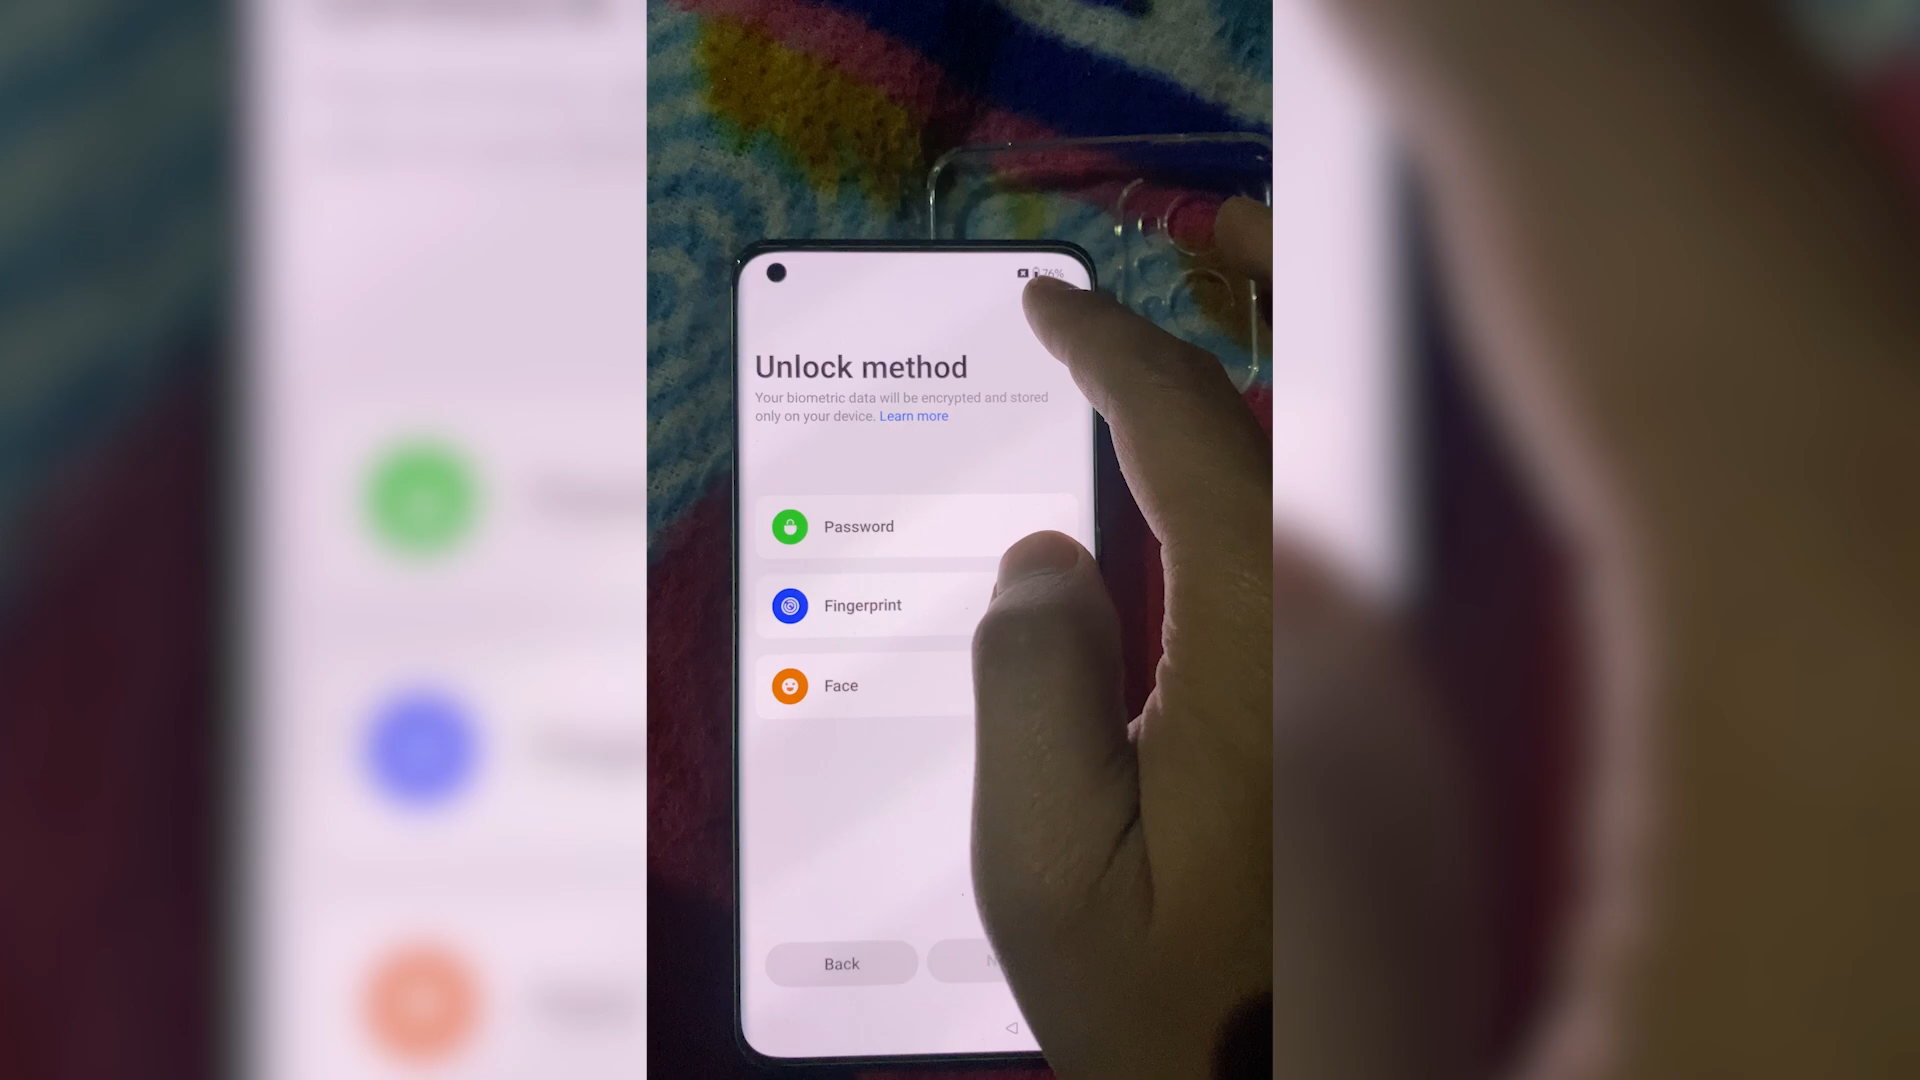 76%
Unlock method
Your biometric data will be encrypted and stored
only on your device. Learn more
Password
Fingerprint
Face
Back